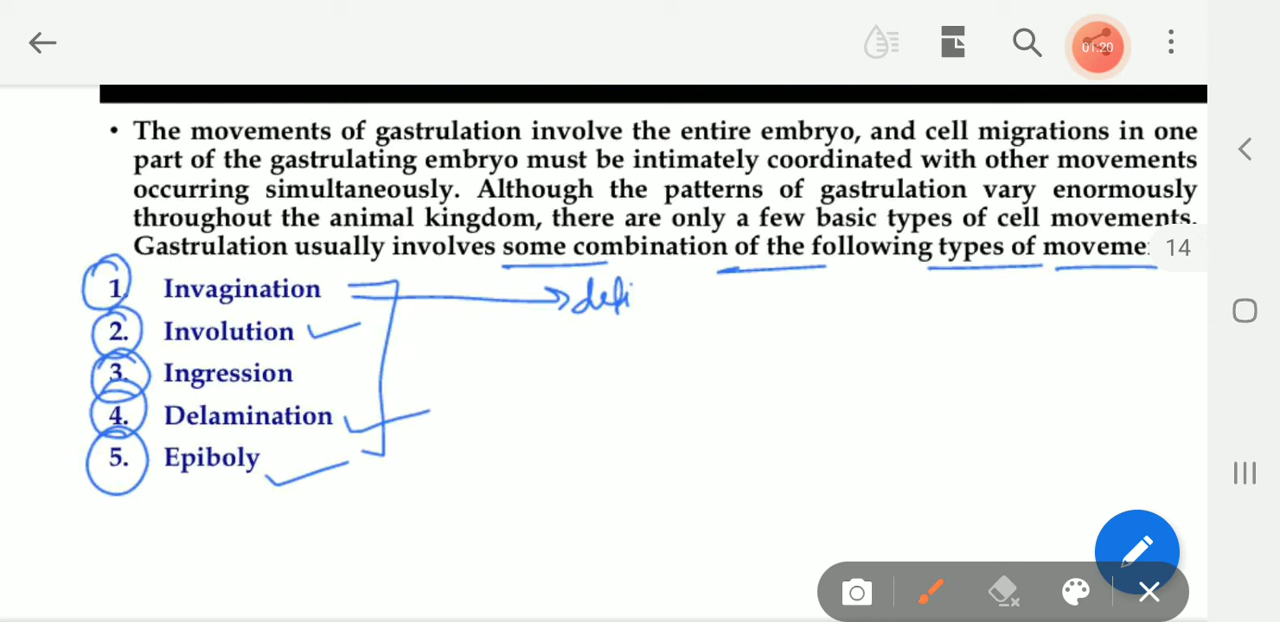 01:20
• The movements of gastrulation involve the entire embryo, and cell migrations in one
part of the gastrulating embryo must be intimately coordinated with other movements
occurring simultaneously. Although the patterns of gastrulation vary enormously
throughout the animal kingdom, there are only a few basic types of cell movements.
Gastrulation usually involves some combination of the following types of moveme
14
1. Invagination
defi
2. Involution
3. Ingression
4. Delamination
5. Epiboly